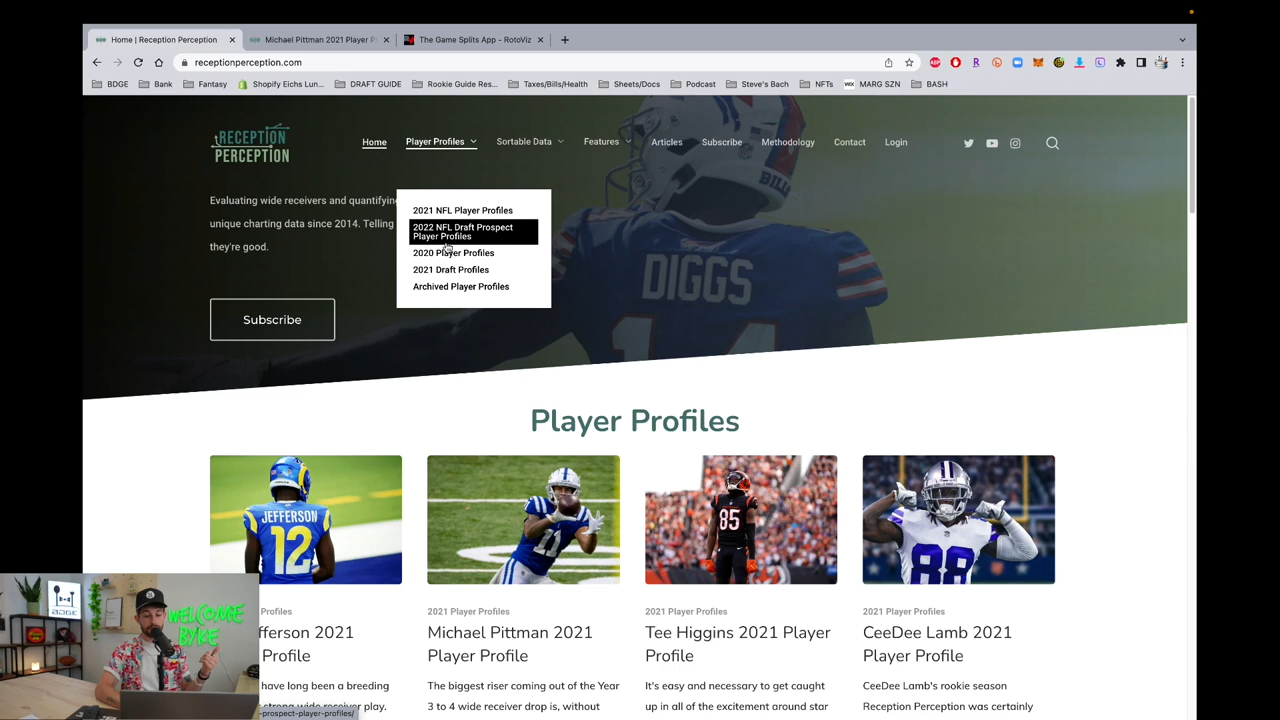 Home | Reception Perception
Michael Pittman 2021 Player P
The Game Splits App - RotoViz
receptionperception.com
BDGE
Bank
Fantasy
Shopify Eichs Lun...
DRAFT GUIDE
Rookie Guide Res...
Taxes/Bills/Health
Sheets/Docs
Podcast
Steve's Bach
NFTs
WIX MARG SZN
BASH
RECEPTION
PERCEPTION
Home
Player Profiles
Sortable Data
Features
Articles
Subscribe
Methodology
Contact
Login
Evaluating wide receivers and quantifying
unique charting data since 2014. Telling
they're good.
2021 NFL Player Profiles
2022 NFL Draft Prospect
Player Profiles
2020 Player Profiles
2021 Draft Profiles
Archived Player Profiles
Subscribe
BILLS
DIGGS
14
Player Profiles
JEFFERSON
12
11
85
88
Profiles
2021 Player Profiles
2021 Player Profiles
2021 Player Profiles
fferson 2021
Profile
Michael Pittman 2021
Player Profile
Tee Higgins 2021 Player
Profile
CeeDee Lamb 2021
Player Profile
have long been a breeding
strong wide receiver play.
The biggest riser coming out of the Year
3 to 4 wide receiver drop is, without
It's easy and necessary to get caught
up in all of the excitement around star
CeeDee Lamb's rookie season
Reception Perception was certainly
BDGE
WELCOME
BYKE
-prospect-player-profiles/